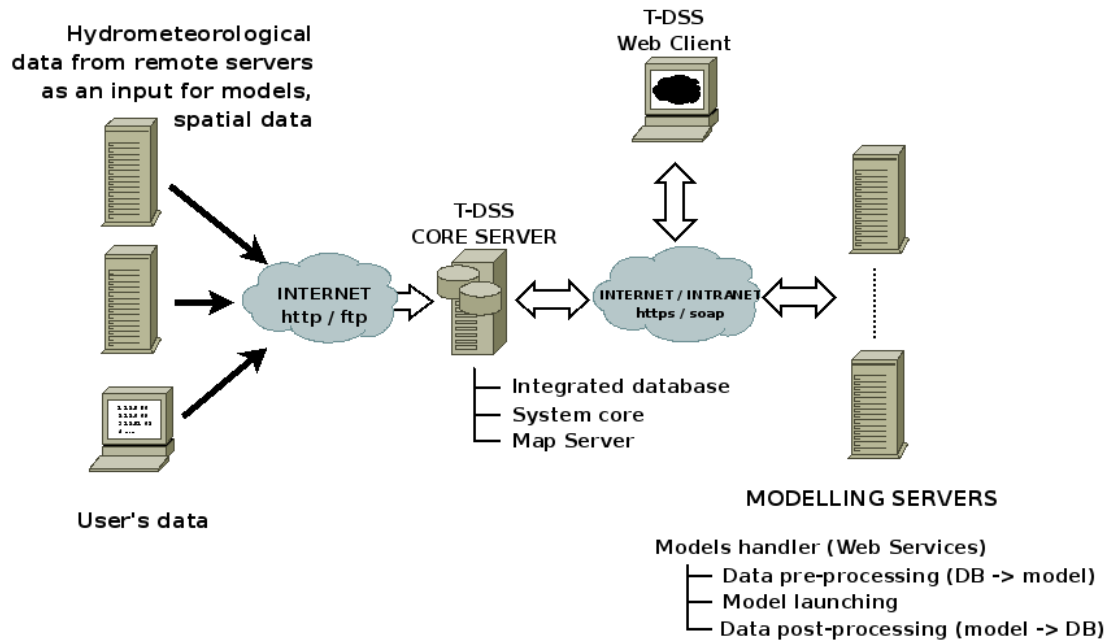 Hydrometeorological
data from remote servers
as an input for models,
spatial data
T-DSS
Web Client
T-DSS
CORE SERVER
INTERNET
http / ftp
INTERNET / INTRANET
https / soap
Integrated database
System core
Map Server
User's data
MODELLING SERVERS
Models handler (Web Services)
Data pre-processing (DB -> model)
Model launching
Data post-processing (model -> DB)